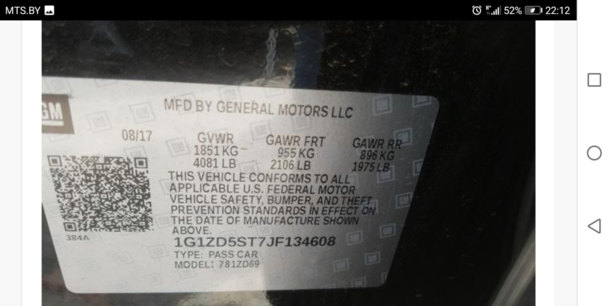 MTS.BY 52% 22:12
GM
MFD BY GENERAL MOTORS LLC
08/17 GVWR GAWR FRT GAWR RR
1851 KG 955 KG 896 KG
4081 LB 2106 LB 1975 LB
THIS VEHICLE CONFORMS TO ALL
APPLICABLE U.S. FEDERAL MOTOR
VEHICLE SAFETY, BUMPER, AND THEFT
PREVENTION STANDARDS IN EFFECT ON
THE DATE OF MANUFACTURE SHOWN
ABOVE.
384A
1G1ZD5ST7JF134608
TYPE: PASS CAR
MODEL: 781ZD69